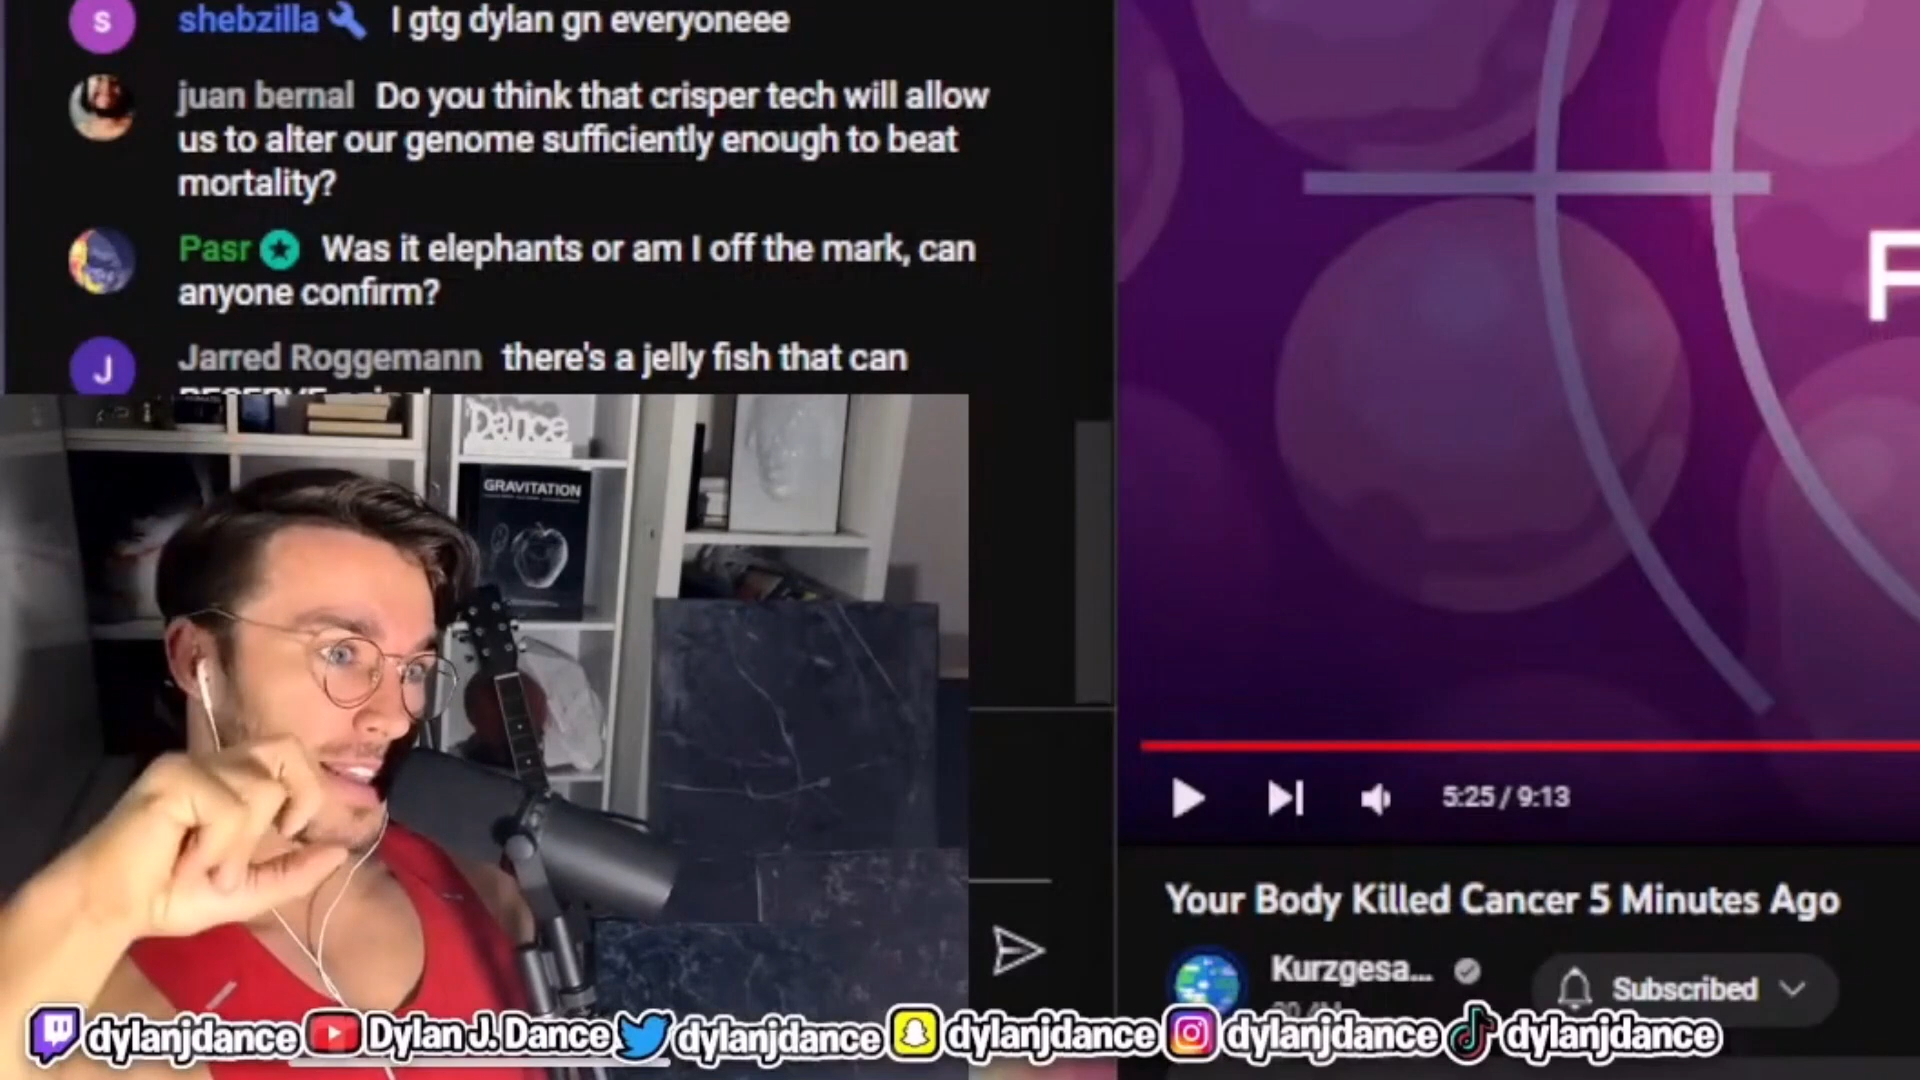 S
shebzilla I gtg dylan gn everyoneee
juan bernal Do you think that crisper tech will allow
us to alter our genome sufficiently enough to beat
mortality?
Pasr Was it elephants or am I off the mark, can
anyone confirm?
J
Jarred Roggemann there's a jelly fish that can
Dance
GRAVITATION
F
5:25 / 9:13
Your Body Killed Cancer 5 Minutes Ago
Kurzgesa...
Subscribed
dylanjdance Dylan J. Dance dylanjdance dylanjdance dylanjdance dylanjdance